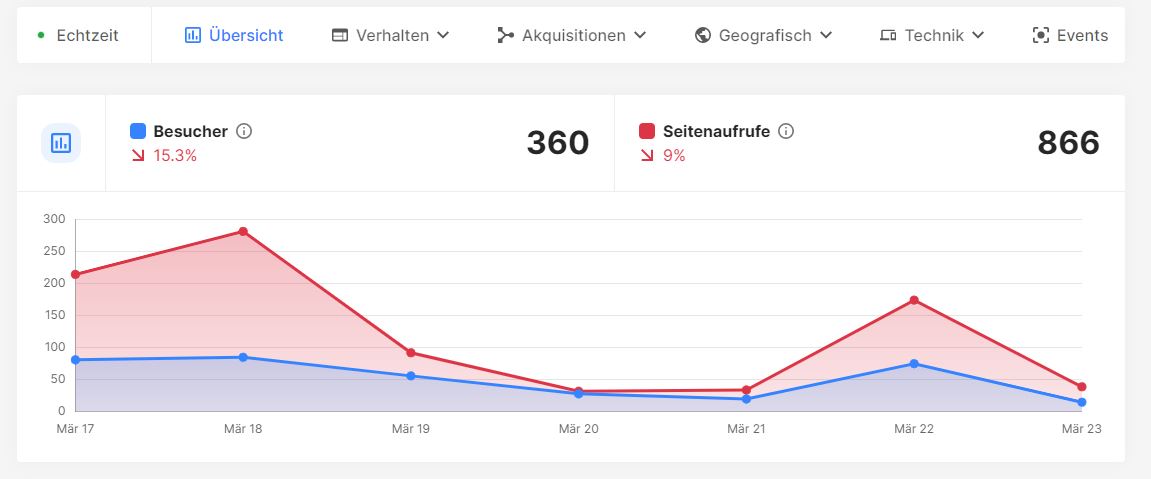 Echtzeit Übersicht Verhalten Akquisitionen Geografisch Technik Events
Besucher
15.3%
360
Seitenaufrufe
9%
866
300
250
200
150
100
50
0
Mär 17 Mär 18 Mär 19 Mär 20 Mär 21 Mär 22 Mär 23